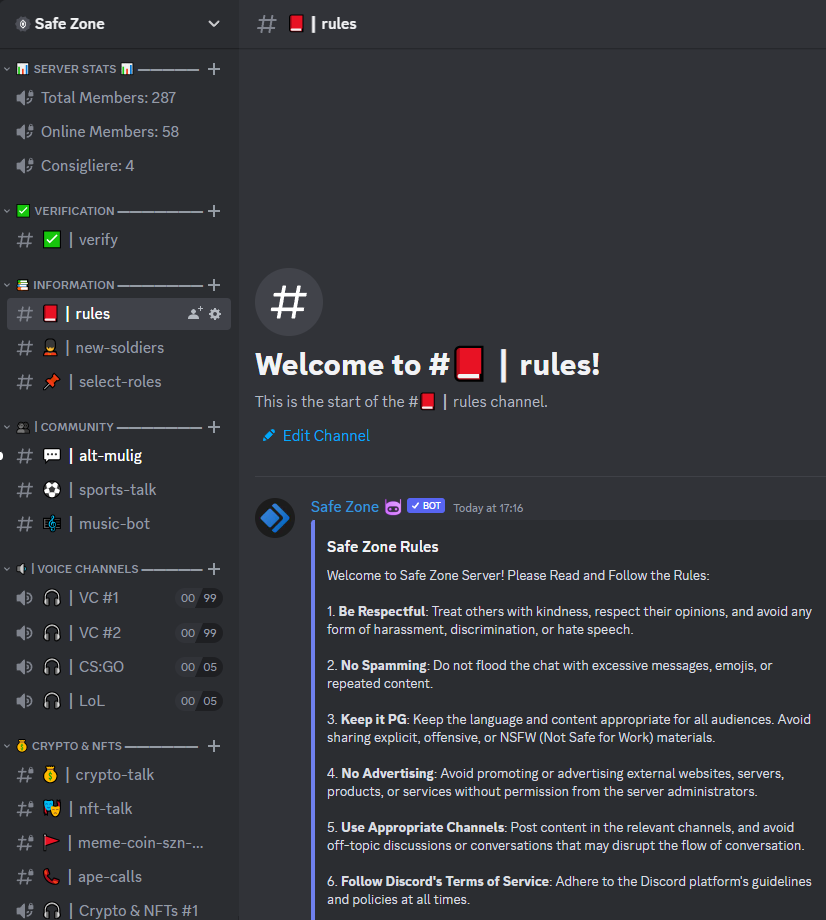 Safe Zone
📊 SERVER STATS 📊
Total Members: 287
Online Members: 58
Consigliere: 4
✅ VERIFICATION
✅ | verify
📚 INFORMATION
📕 | rules
| new-soldiers
📌 | select-roles
👥 | COMMUNITY
💬 | alt-mulig
⚽ | sports-talk
🎼 | music-bot
🔈 | VOICE CHANNELS
🎧 | VC #1 00 99
🎧 | VC #2 00 99
🎧 | CS:GO 00 05
🎧 | LoL 00 05
💰 CRYPTO & NFTS
💰 | crypto-talk
🎭 | nft-talk
🚩 | meme-coin-szn-...
📞 | ape-calls
🎧 | Crypto & NFTs #1
# 📕 | rules
#
Welcome to #📕 | rules!
This is the start of the #📕 | rules channel.
Edit Channel
Safe Zone ✓ BOT Today at 17:16
Safe Zone Rules
Welcome to Safe Zone Server! Please Read and Follow the Rules:
1. Be Respectful: Treat others with kindness, respect their opinions, and avoid any
form of harassment, discrimination, or hate speech.
2. No Spamming: Do not flood the chat with excessive messages, emojis, or
repeated content.
3. Keep it PG: Keep the language and content appropriate for all audiences. Avoid
sharing explicit, offensive, or NSFW (Not Safe for Work) materials.
4. No Advertising: Avoid promoting or advertising external websites, servers,
products, or services without permission from the server administrators.
5. Use Appropriate Channels: Post content in the relevant channels, and avoid
off-topic discussions or conversations that may disrupt the flow of conversation.
6. Follow Discord's Terms of Service: Adhere to the Discord platform's guidelines
and policies at all times.